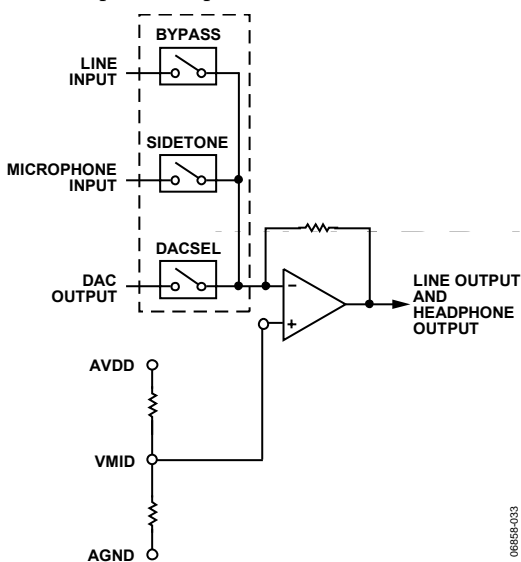 BYPASS
LINE
INPUT
SIDETONE
MICROPHONE
INPUT
DACSEL
DAC
OUTPUT
−
+
LINE OUTPUT
AND
HEADPHONE
OUTPUT
AVDD
VMID
AGND
06858-033